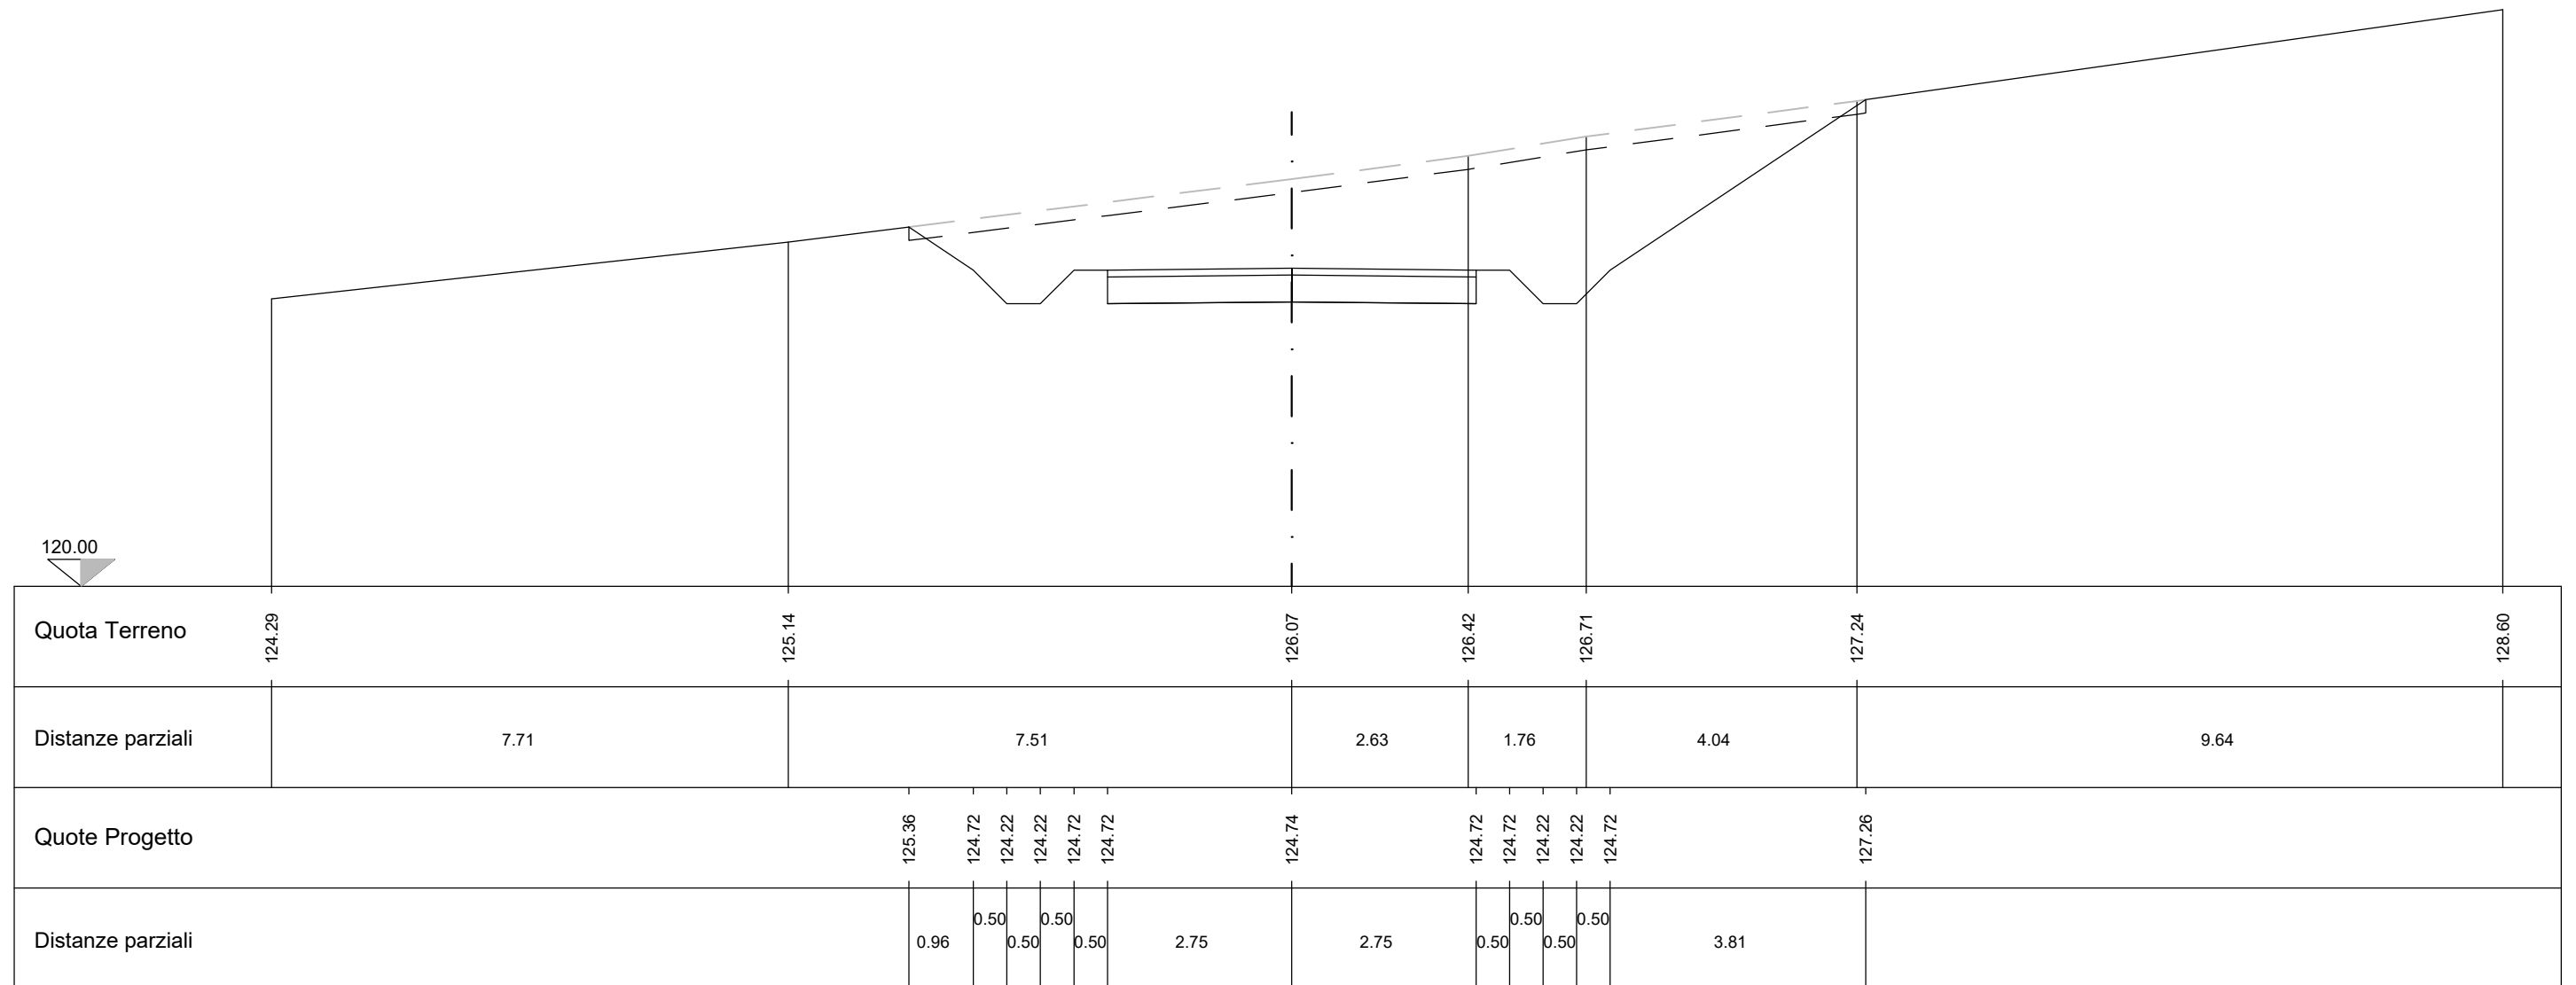 120.00
Quota Terreno 124.29 125.14 126.07 126.42 126.71 127.24 128.60
Distanze parziali 7.71 7.51 2.63 1.76 4.04 9.64
Quote Progetto 125.36 124.72 124.22 124.22 124.72 124.72 124.74 124.72 124.72 124.22 124.22 124.72 127.26
Distanze parziali 0.96 0.50 0.50 0.50 0.50 2.75 2.75 0.50 0.50 0.50 0.50 3.81